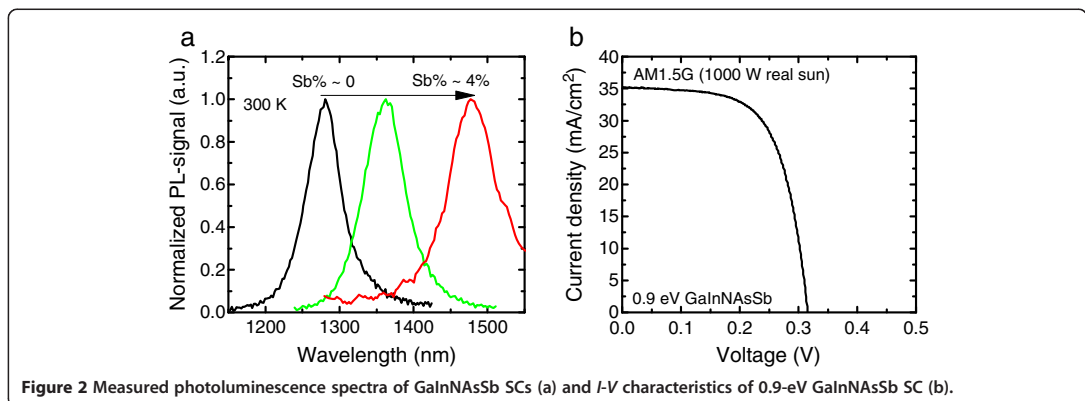 a
Normalized PL-signal (a.u.)
1.2
1.0
0.8
0.6
0.4
0.2
0.0
Sb% ~ 0
Sb% ~ 4%
300 K
1200
1300
1400
1500
Wavelength (nm)
b
Current density (mA/cm²)
40
35
30
25
20
15
10
5
0
AM1.5G (1000 W real sun)
0.9 eV GaInNAsSb
0.0
0.1
0.2
0.3
0.4
0.5
Voltage (V)
Figure 2 Measured photoluminescence spectra of GaInNAsSb SCs (a) and I-V characteristics of 0.9-eV GaInNAsSb SC (b).